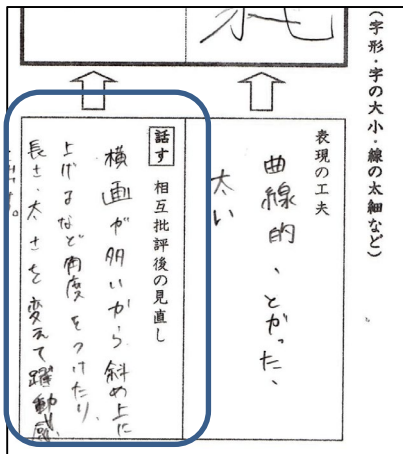 （字形・字の大小・線の太細など）
表現の工夫
曲線的、とがった、
太い
話す 相互批評後の見直し
横画が多いから、斜め上に
上げるなど角度をつけたり、
長さ、太さを変えて躍動感